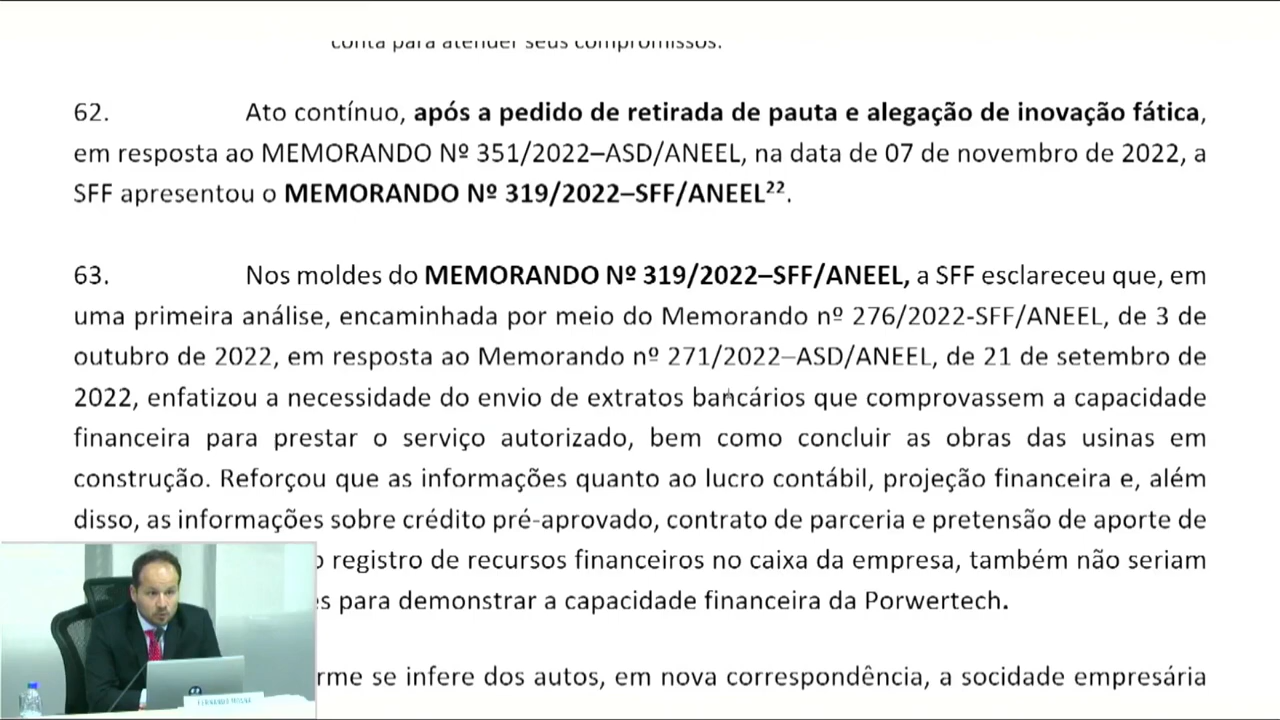 conta para atender seus compromissos.
62. Ato contínuo, após a pedido de retirada de pauta e alegação de inovação fática,
em resposta ao MEMORANDO Nº 351/2022–ASD/ANEEL, na data de 07 de novembro de 2022, a
SFF apresentou o MEMORANDO Nº 319/2022–SFF/ANEEL²².
63. Nos moldes do MEMORANDO Nº 319/2022–SFF/ANEEL, a SFF esclareceu que, em
uma primeira análise, encaminhada por meio do Memorando nº 276/2022-SFF/ANEEL, de 3 de
outubro de 2022, em resposta ao Memorando nº 271/2022–ASD/ANEEL, de 21 de setembro de
2022, enfatizou a necessidade do envio de extratos bancários que comprovassem a capacidade
financeira para prestar o serviço autorizado, bem como concluir as obras das usinas em
construção. Reforçou que as informações quanto ao lucro contábil, projeção financeira e, além
disso, as informações sobre crédito pré-aprovado, contrato de parceria e pretensão de aporte de
registro de recursos financeiros no caixa da empresa, também não seriam
para demonstrar a capacidade financeira da Porwertech.
rme se infere dos autos, em nova correspondência, a socidade empresária